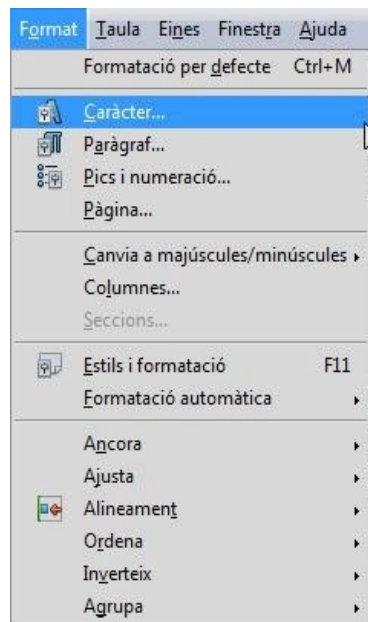 Format Taula Eines Finestra Ajuda
Formatació per defecte Ctrl+M
Caràcter...
Paràgraf...
Pics i numeració...
Pàgina...
Canvia a majúscules/minúscules
Columnes...
Seccions...
Estils i formatació F11
Formatació automàtica
Ancora
Ajusta
Alineament
Ordena
Inverteix
Agrupa